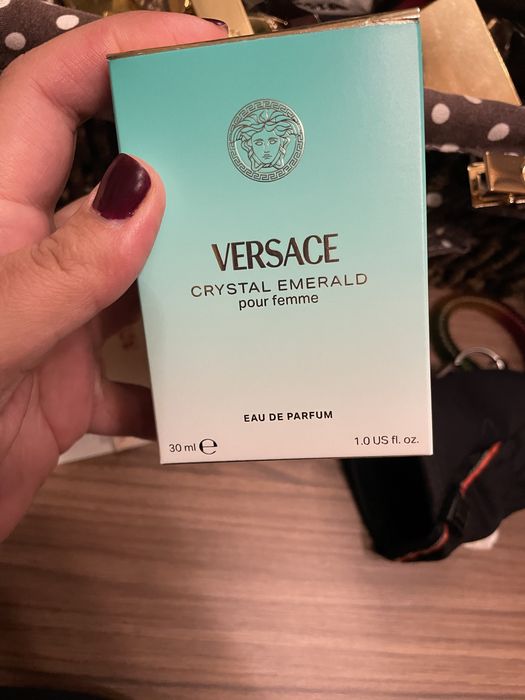 VERSACE
CRYSTAL EMERALD
pour femme
EAU DE PARFUM
30 ml ℮
1.0 US fl. oz.